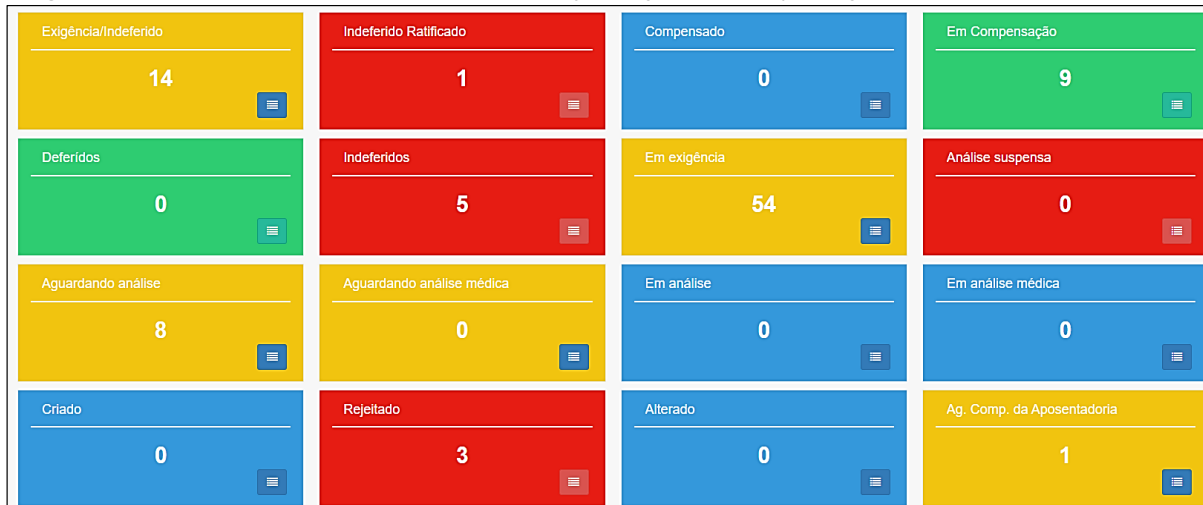 Exigência/Indeferido
14
Indeferido Ratificado
1
Compensado
0
Em Compensação
9
Deferidos
0
Indeferidos
5
Em exigência
54
Análise suspensa
0
Aguardando análise
8
Aguardando análise médica
0
Em análise
0
Em análise médica
0
Criado
0
Rejeitado
3
Alterado
0
Ag. Comp. da Aposentadoria
1